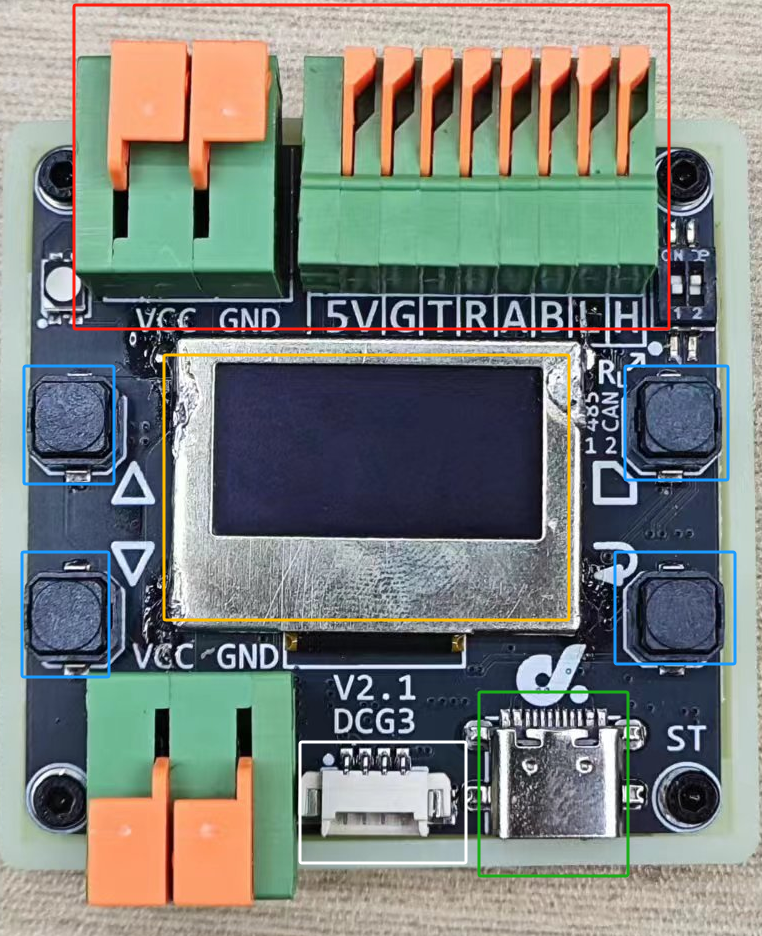 ON
1 2
VCC GND
5V G T R A B L H
R
485
CAN
1 2
VCC GND
V2.1
DCG3
ST